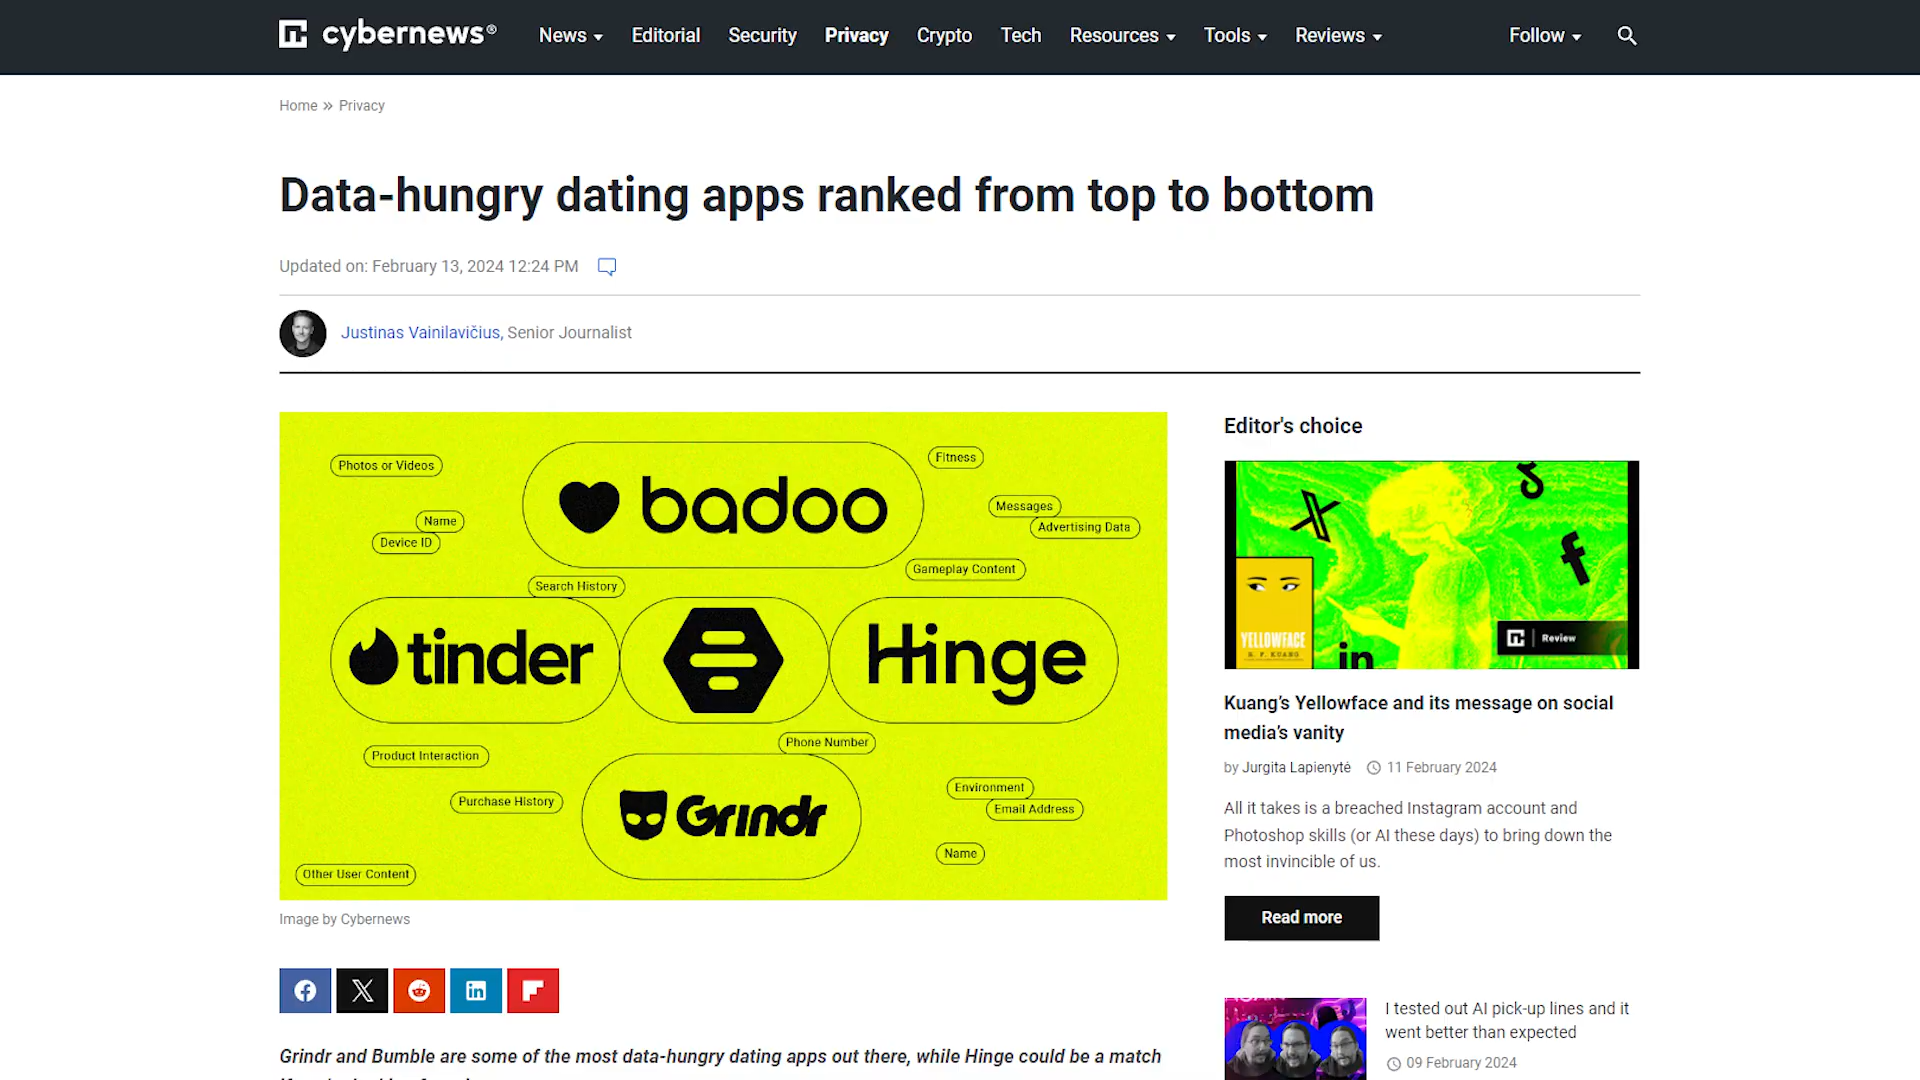 cybernews®
News
Editorial
Security
Privacy
Crypto
Tech
Resources
Tools
Reviews
Follow
Home » Privacy
Data-hungry dating apps ranked from top to bottom
Updated on: February 13, 2024 12:24 PM
Justinas Vainilavičius, Senior Journalist
Photos or Videos
Name
Device ID
badoo
Fitness
Messages
Advertising Data
Gameplay Content
Search History
tinder
Hinge
Product Interaction
Purchase History
Phone Number
Grindr
Environment
Email Address
Name
Other User Content
Image by Cybernews
Grindr and Bumble are some of the most data-hungry dating apps out there, while Hinge could be a match
Editor's choice
YELLOWFACE
R. F. KUANG
in
Review
Kuang’s Yellowface and its message on social
media’s vanity
by Jurgita Lapienytė
11 February 2024
All it takes is a breached Instagram account and
Photoshop skills (or AI these days) to bring down the
most invincible of us.
Read more
I tested out AI pick-up lines and it
went better than expected
09 February 2024